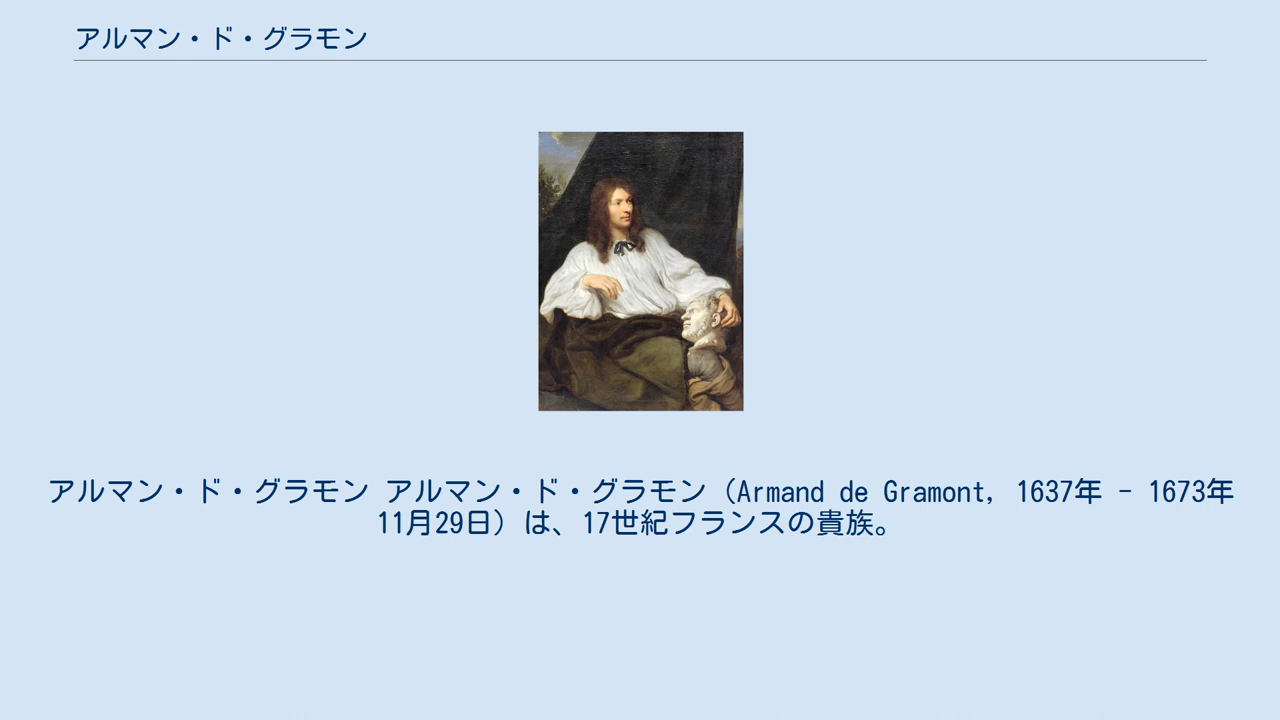 アルマン・ド・グラモン
アルマン・ド・グラモン アルマン・ド・グラモン（Armand de Gramont, 1637年 - 1673年
11月29日）は、17世紀フランスの貴族。